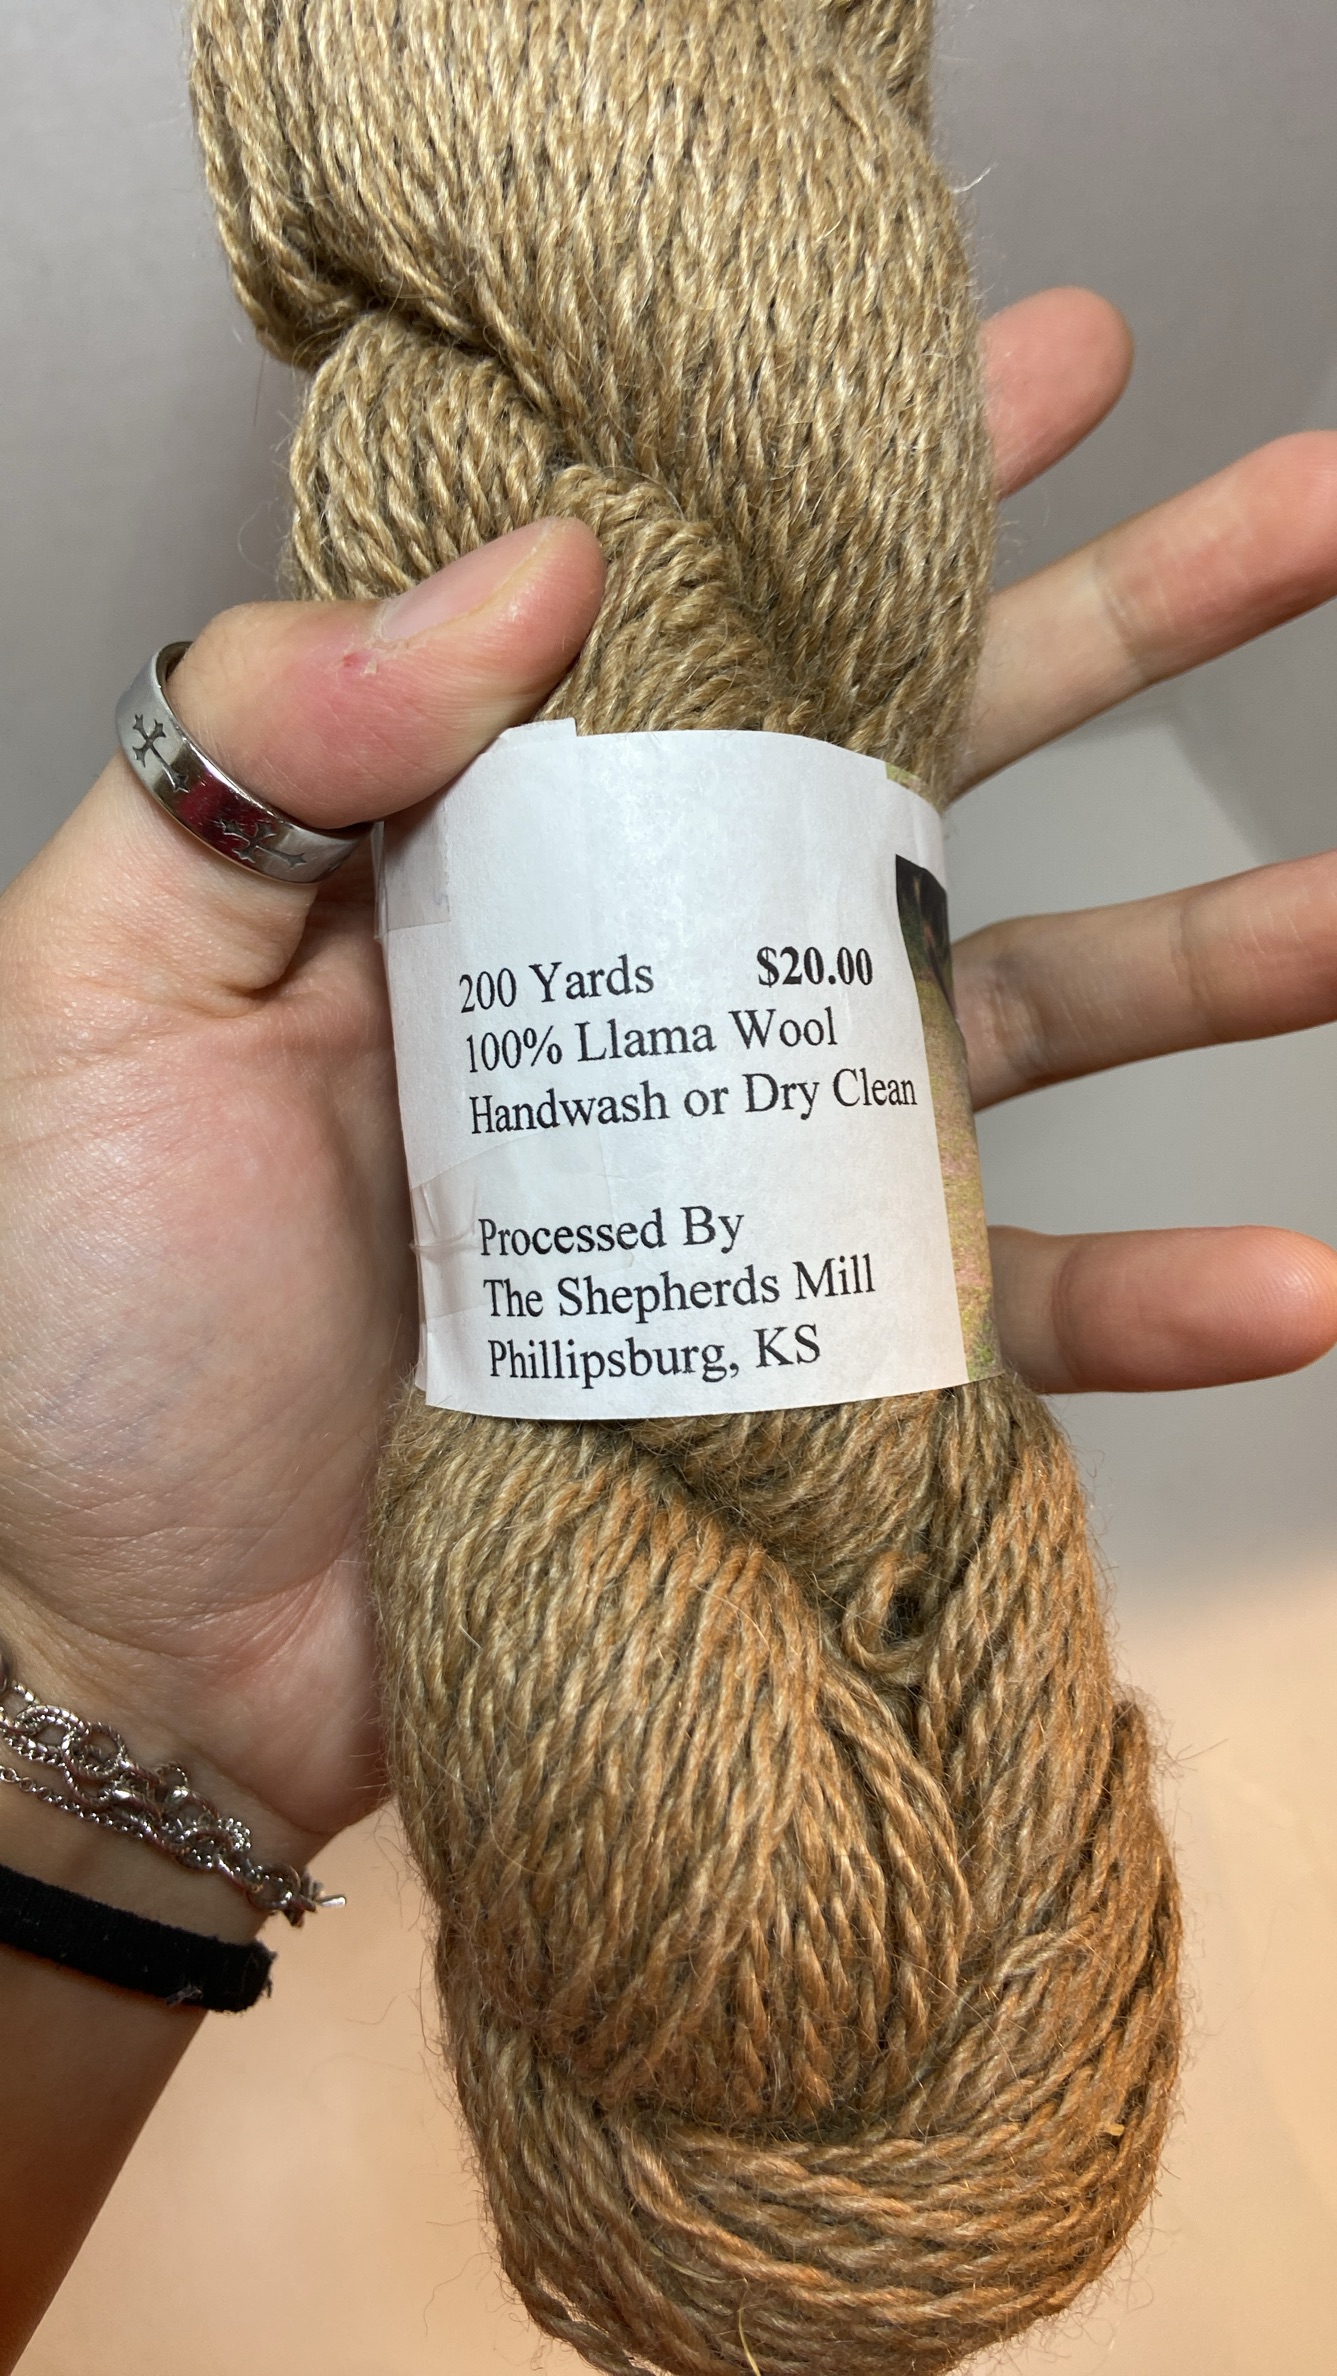 200 Yards $20.00
100% Llama Wool
Handwash or Dry Clean
Processed By
The Shepherds Mill
Phillipsburg, KS